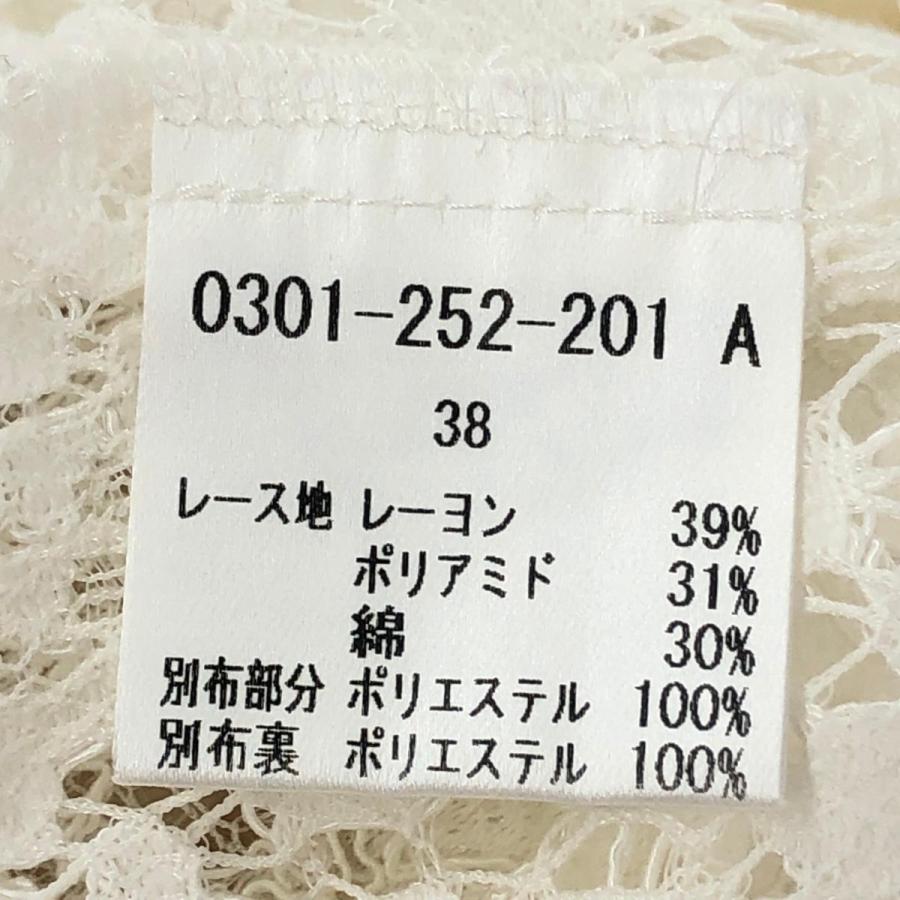 0301-252-201 A
38
レース地 レーヨン 39%
ポリアミド 31%
綿 30%
別布部分 ポリエステル 100%
別布裏 ポリエステル 100%